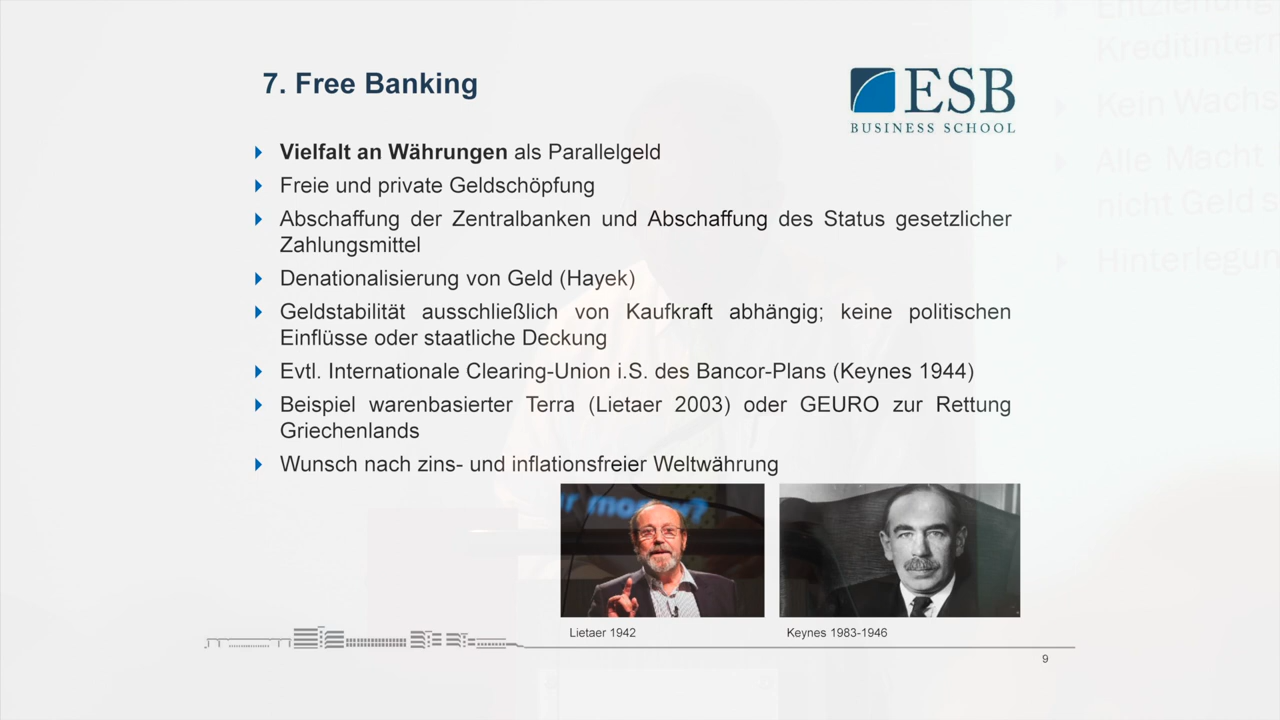 7. Free Banking
ESB
BUSINESS SCHOOL
Vielfalt an Währungen als Parallelgeld
Freie und private Geldschöpfung
Abschaffung der Zentralbanken und Abschaffung des Status gesetzlicher
Zahlungsmittel
Denationalisierung von Geld (Hayek)
Geldstabilität ausschließlich von Kaufkraft abhängig; keine politischen
Einflüsse oder staatliche Deckung
Evtl. Internationale Clearing-Union i.S. des Bancor-Plans (Keynes 1944)
Beispiel warenbasierter Terra (Lietaer 2003) oder GEURO zur Rettung
Griechenlands
Wunsch nach zins- und inflationsfreier Weltwährung
ur money?
Lietaer 1942
Keynes 1983-1946
9
Entziehung
Kreditintern
Kein Wachs
Alle Macht
nicht Geld s
Hinterlegun